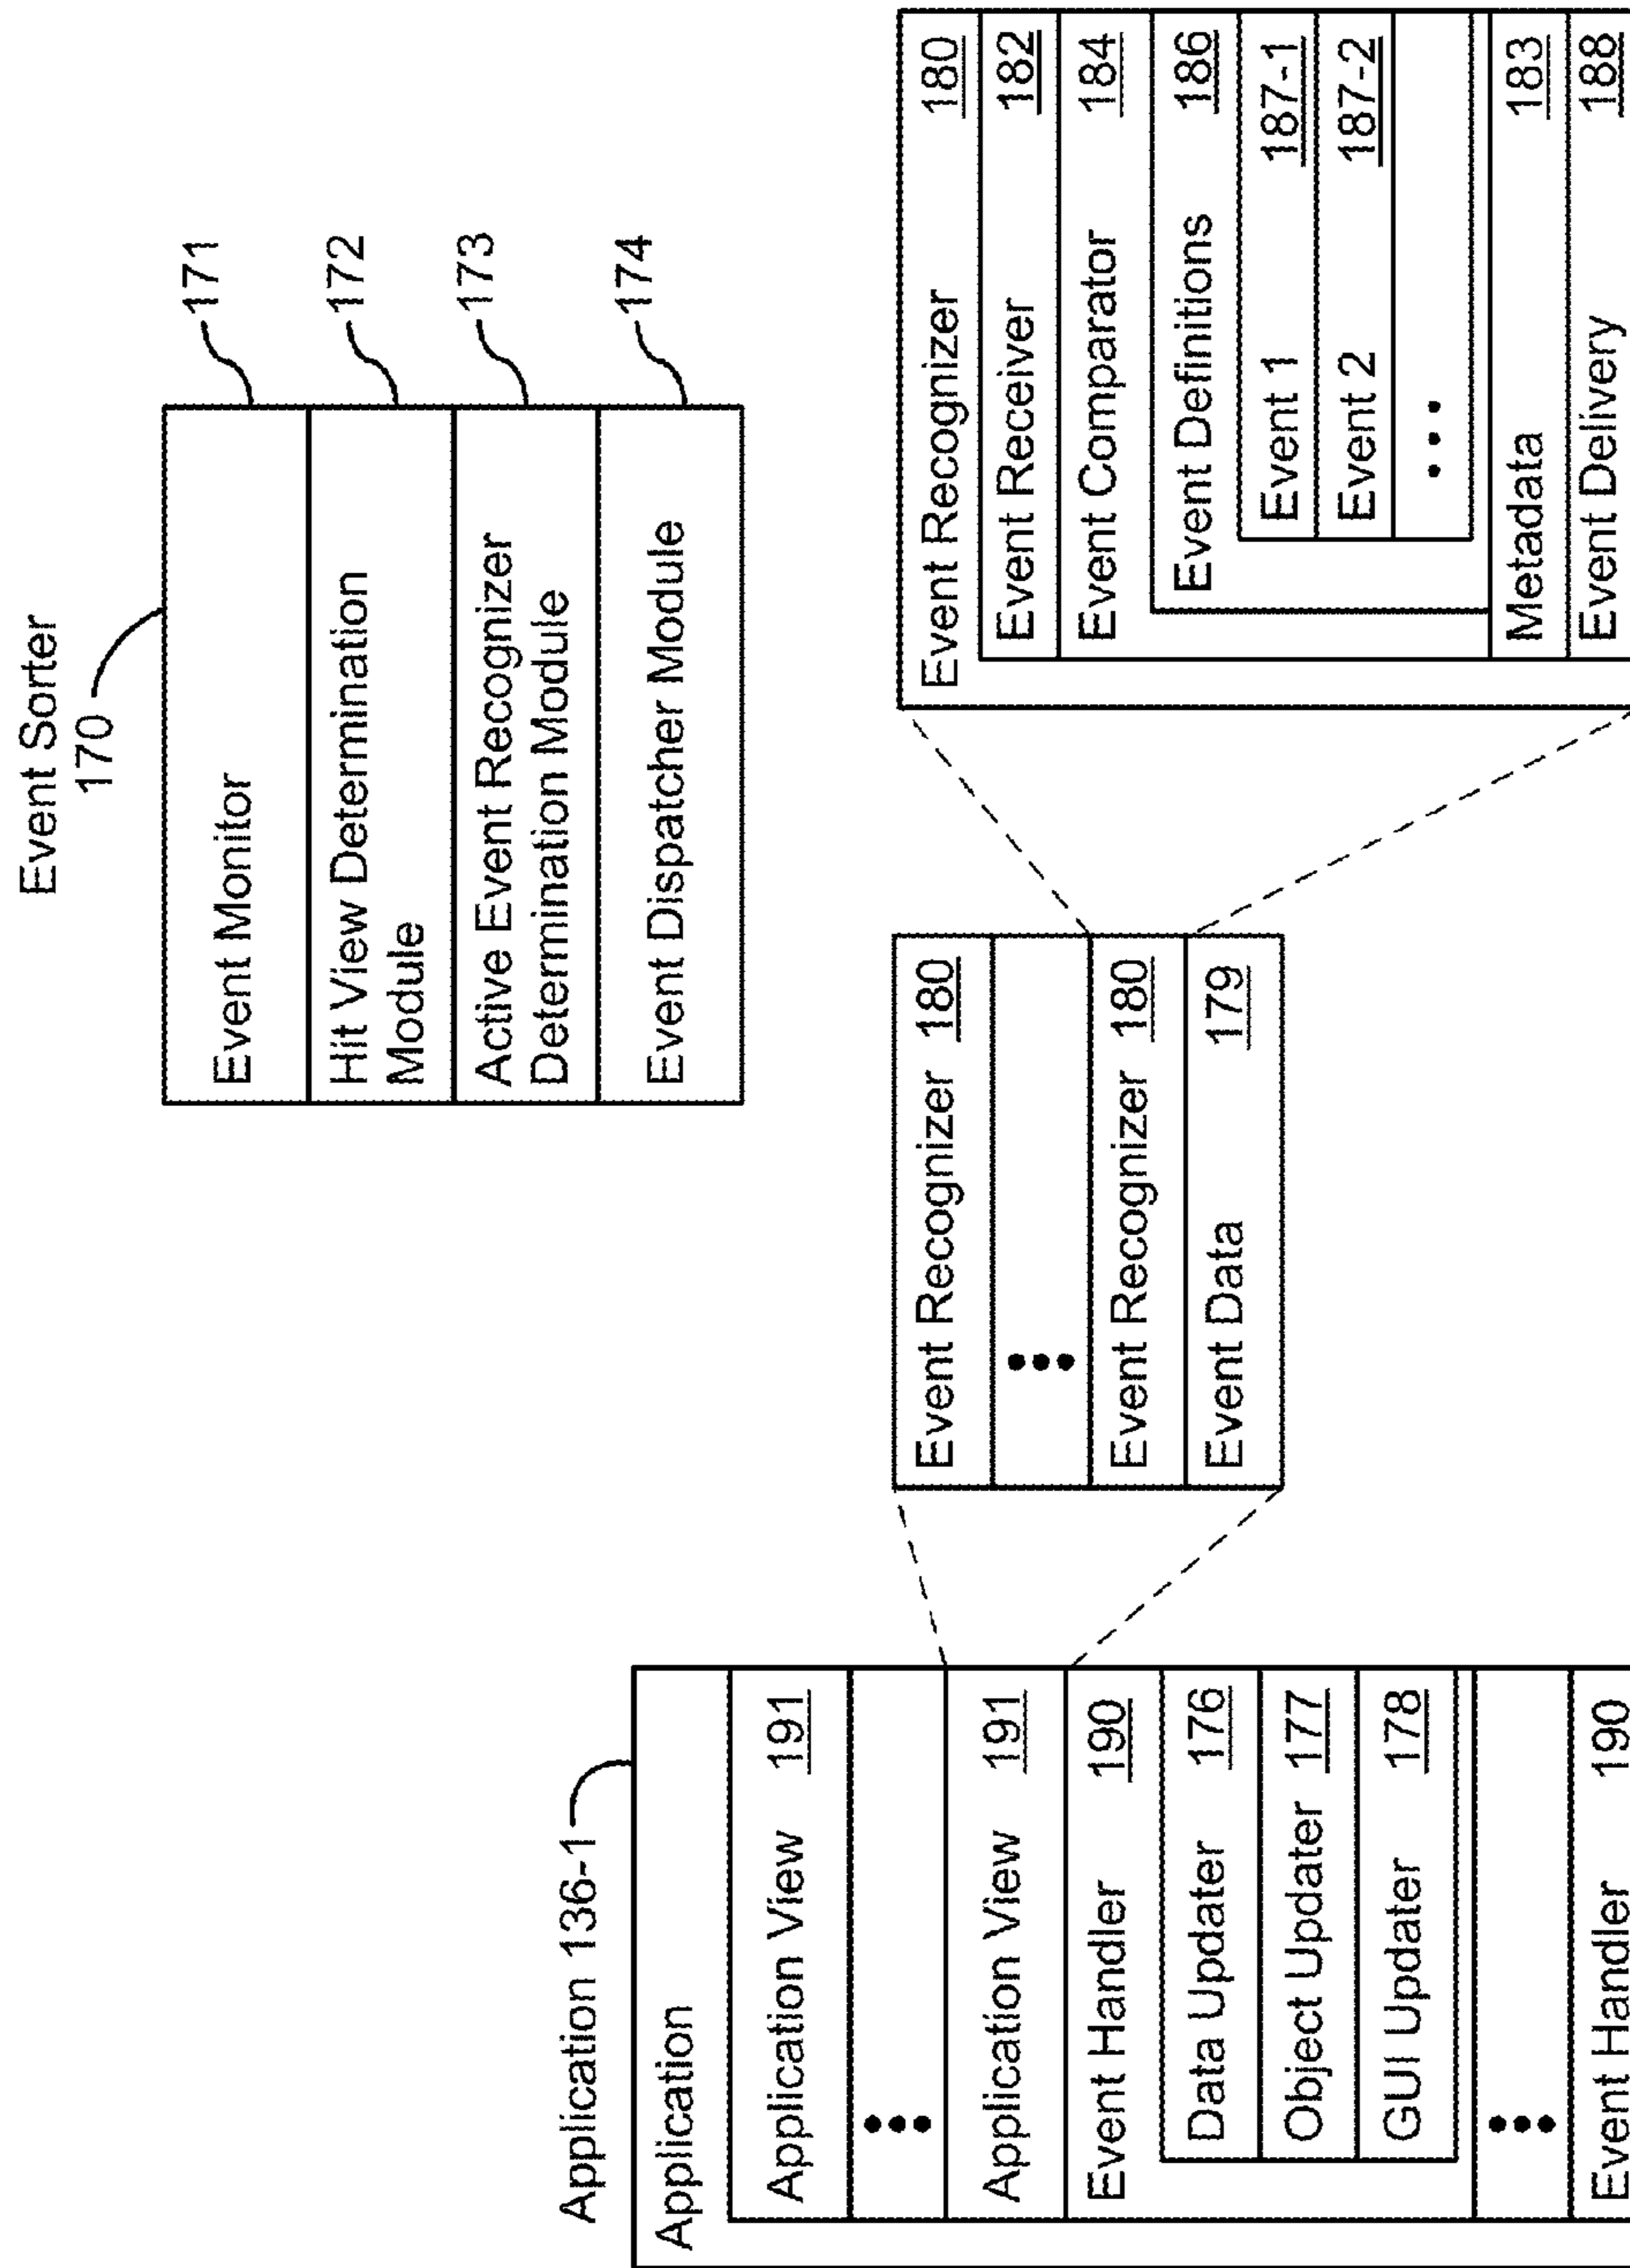 Event Sorter
170
Event Monitor
171
Hit View Determination
Module
172
Active Event Recognizer
Determination Module
173
Event Dispatcher Module
174
Application 136-1
Application
Application View 191
Application View 191
Event Handler 190
Data Updater 176
Object Updater 177
GUI Updater 178
Event Handler 190
Event Recognizer 180
Event Recognizer 180
Event Data 179
Event Recognizer 180
Event Receiver 182
Event Comparator 184
Event Definitions 186
Event 1 187-1
Event 2 187-2
Metadata 183
Event Delivery 188